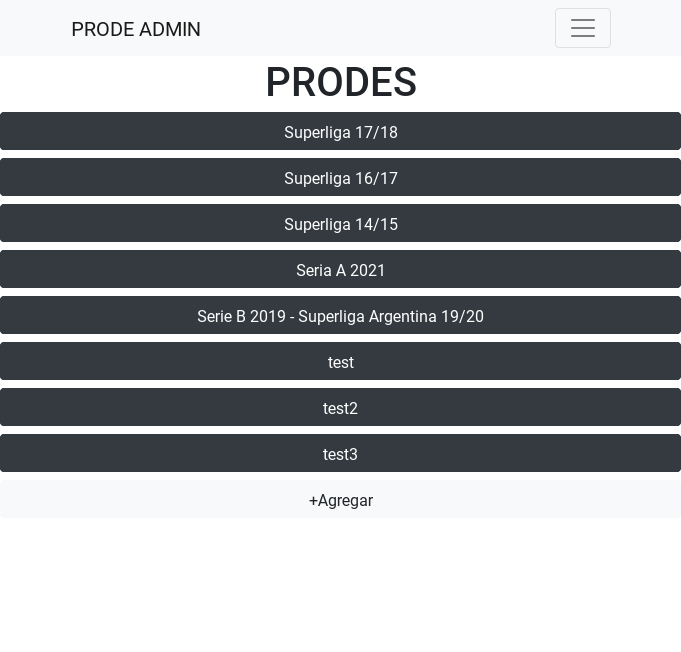 PRODE ADMIN
PRODES
Superliga 17/18
Superliga 16/17
Superliga 14/15
Seria A 2021
Serie B 2019 - Superliga Argentina 19/20
test
test2
test3
+Agregar